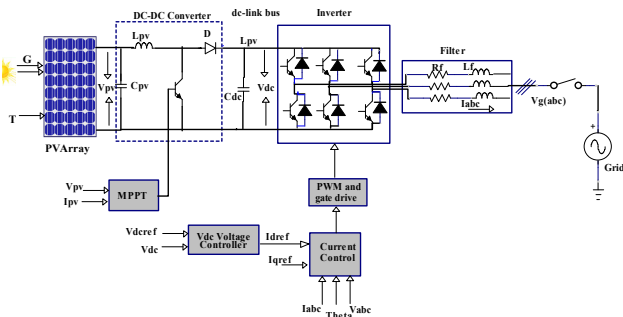 DC-DC Converter
dc-link bus
Inverter
Lpv
D
Lpv
Filter
G
Rf
Lf
Vpv
Cpv
Cdc
Vdc
Iabc
Vg(abc)
T
+
PVArray
Grid
Vpv
Ipv
MPPT
PWM and
gate drive
Vdcref
Vdc
Vdc Voltage
Controller
Idref
Iqref
Current
Control
Iabc
Theta
Vabc